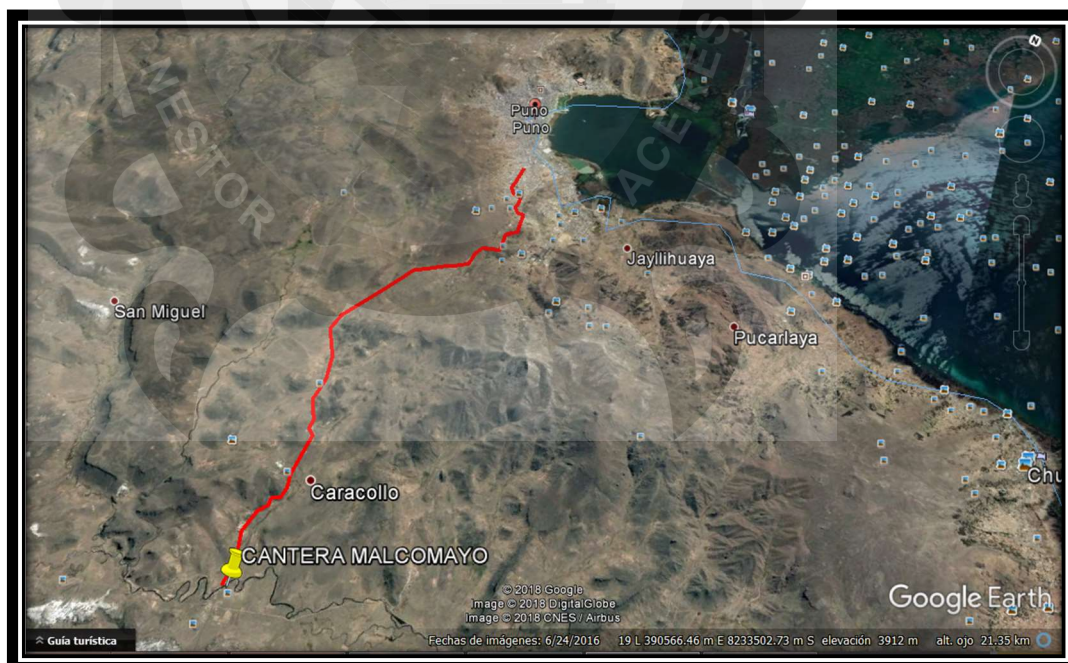 NESTOR
ACEVES
N
Puno
Puno
Jayllihuaya
San Miguel
Pucarlaya
Caracollo
Chu
CANTERA MALCOMAYO
© 2018 Google
Image © 2018 DigitalGlobe
Image © 2018 CNES / Airbus
Google Earth
Guía turística
Fechas de imágenes: 6/24/2016 19 L 390566.46 m E 8233502.73 m S elevación 3912 m alt. ojo 21.35 km